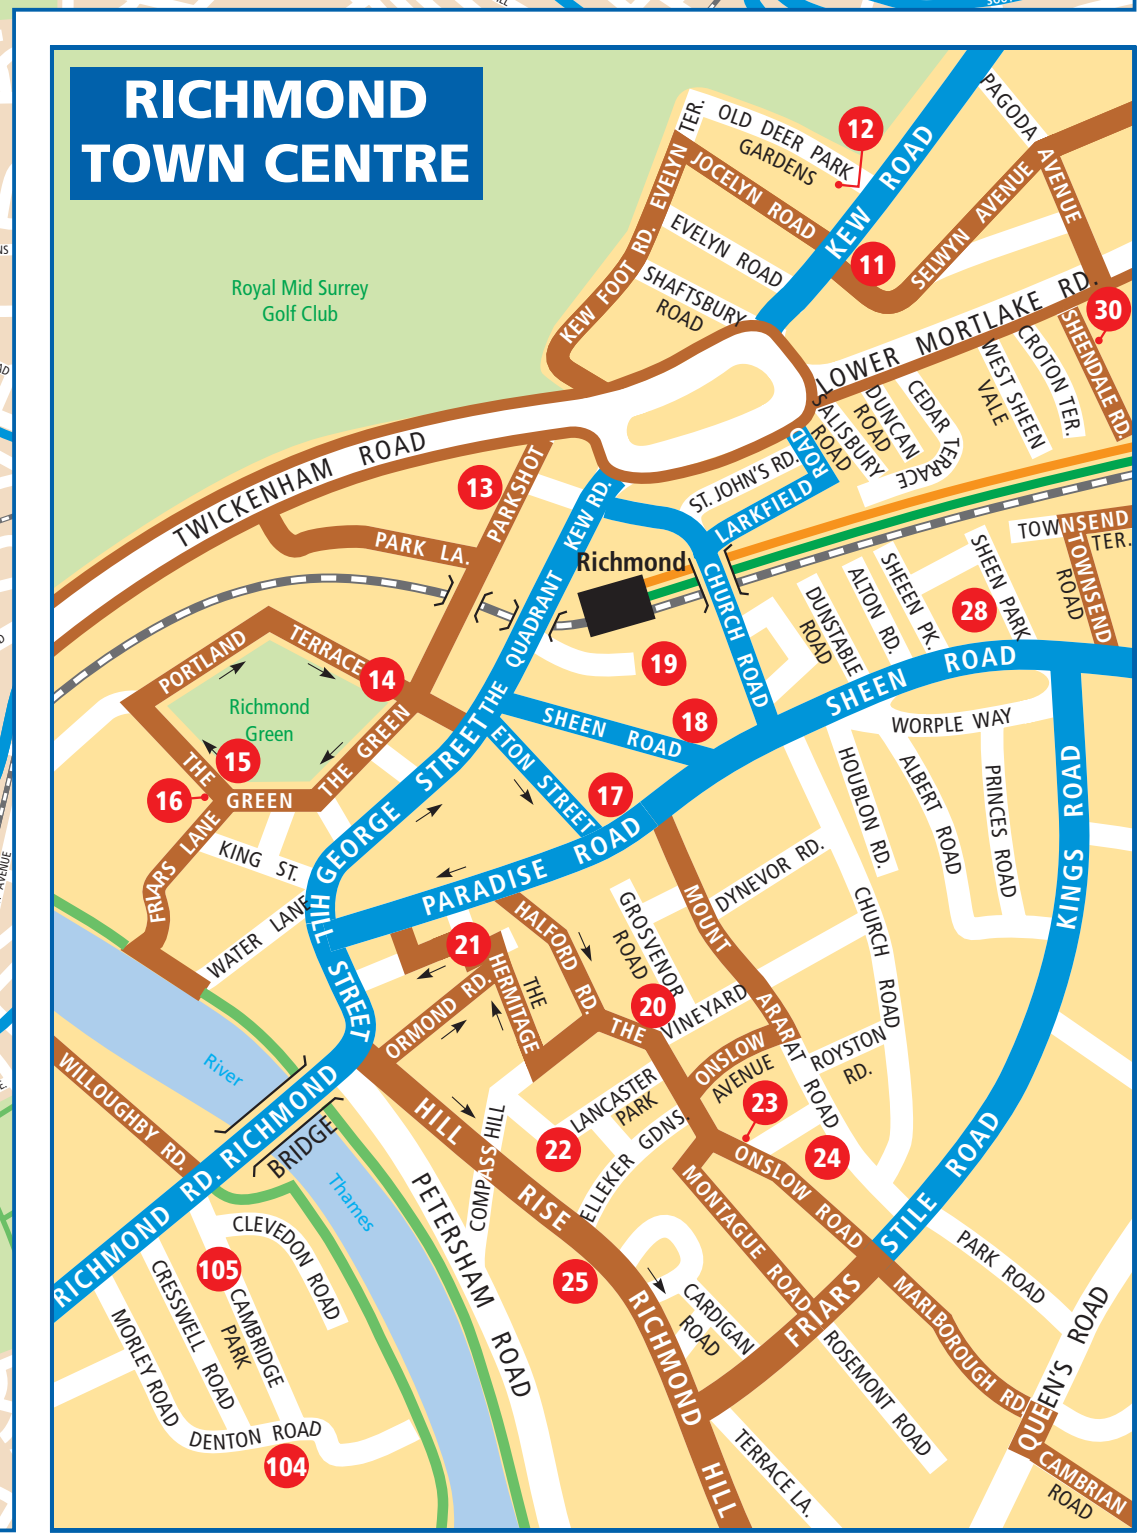 RICHMOND
TOWN CENTRE
Royal Mid Surrey
Golf Club
TER.
OLD DEER PARK
GARDENS
12
KEW ROAD
PAGODA
AVENUE
JOCELYN ROAD
EVELYN
EVELYN ROAD
KEW FOOT RD.
SHAFTSBURY
ROAD
11
SELWYN AVENUE
LOWER MORTLAKE RD.
30
SHEENDALE RD.
CROTON TER.
WEST SHEEN
VALE
CEDAR TERRACE
DUNCAN
ROAD
SALISBURY
ROAD
TWICKENHAM ROAD
13
PARKSHOT
PARK LA.
KEW RD.
ST. JOHN'S RD.
LARKFIELD
ROAD
Richmond
THE QUADRANT
CHURCH ROAD
TOWNSEND
TER.
TOWNSEND
ROAD
SHEEN PARK
SHEEN PK.
ALTON RD.
DUNSTABLE
ROAD
28
19
18
SHEEN ROAD
SHEEN ROAD
PORTLAND
TERRACE
14
Richmond
Green
15
THE
GREEN
THE GREEN
16
FRIARS LANE
KING ST.
WATER LANE
GEORGE STREET
ETON STREET
17
PARADISE ROAD
WORPLE WAY
HOUBLON RD.
ALBERT ROAD
PRINCES ROAD
KINGS ROAD
HILL STREET
21
HALFORD RD.
THE
HERMITAGE
ORMOND RD.
GROSVENOR
ROAD
DYNEVOR RD.
MOUNT
ARARAT ROAD
CHURCH ROAD
20
THE
VINEYARD
ONSLOW
AVENUE
ROYSTON
RD.
River
Thames
WILLOUGHBY RD.
RICHMOND RD.
RICHMOND
BRIDGE
HILL RISE
COMPASS HILL
22
LANCASTER
PARK
ELLEKER GDNS.
23
24
ONSLOW ROAD
MONTAGUE ROAD
FRIARS
STILE ROAD
PETERSHAM ROAD
25
RICHMOND
HILL
CARDIGAN
ROAD
ROSEMONT ROAD
TERRACE LA.
PARK ROAD
MARLBOROUGH RD.
QUEEN'S ROAD
CAMBRIAN
ROAD
CLEVEDON ROAD
105
CAMBRIDGE
PARK
CRESSWELL ROAD
MORLEY ROAD
DENTON ROAD
104
AVENUE